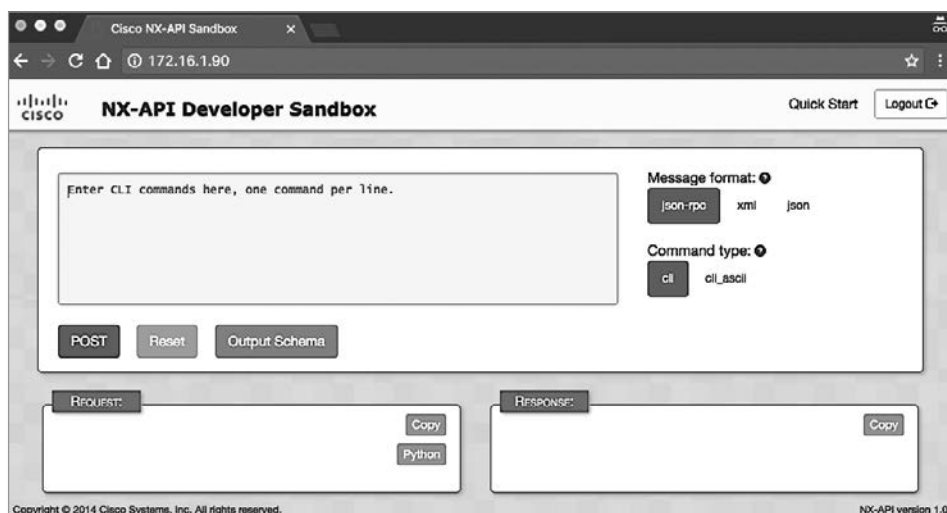 Cisco NX-API Sandbox
172.16.1.90
CISCO
NX-API Developer Sandbox
Quick Start
Logout
Enter CLI commands here, one command per line.
Message format:
json-rpc xml json
Command type:
cli cli_ascii
POST Reset Output Schema
REQUEST:
Copy
Python
RESPONSE:
Copy
Copyright © 2014 Cisco Systems, Inc. All rights reserved.
NX-API version 1.0